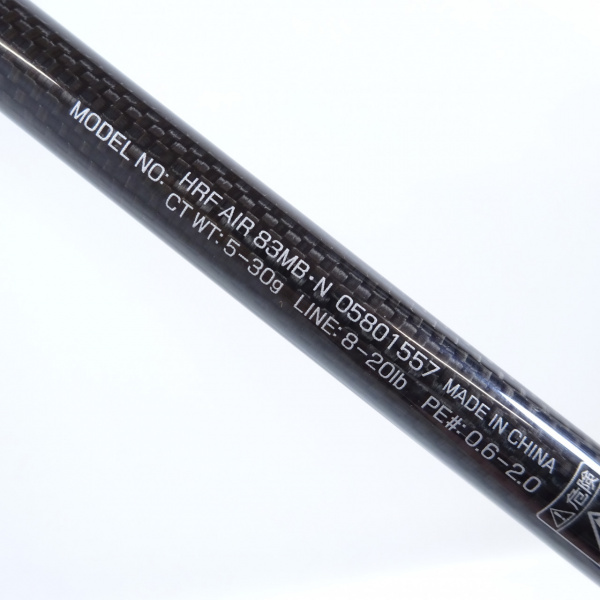 MODEL NO: HRF AIR 83MB・N 05801557 MADE IN CHINA
CT WT: 5-30g LINE: 8-20lb PE#: 0.6-2.0
危険